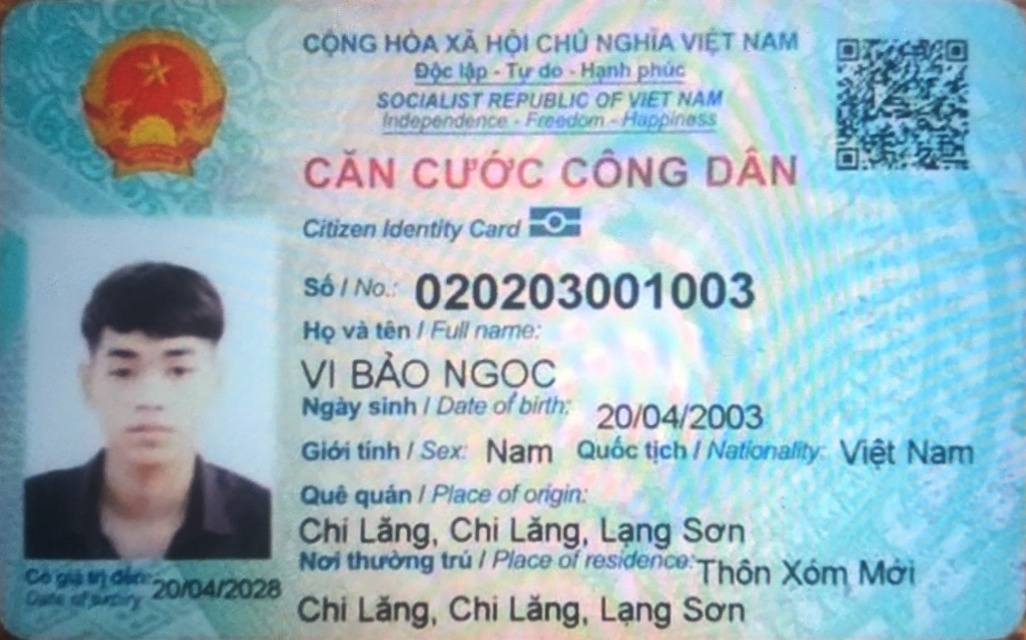 CỘNG HÒA XÃ HỘI CHỦ NGHĨA VIỆT NAM
Độc lập - Tự do - Hạnh phúc
SOCIALIST REPUBLIC OF VIET NAM
Independence - Freedom - Happiness
CĂN CƯỚC CÔNG DÂN
Citizen Identity Card
Số / No.: 020203001003
Họ và tên / Full name:
VI BẢO NGỌC
Ngày sinh / Date of birth: 20/04/2003
Giới tính / Sex: Nam Quốc tịch / Nationality: Việt Nam
Quê quán / Place of origin:
Chi Lăng, Chi Lăng, Lạng Sơn
Nơi thường trú / Place of residence: Thôn Xóm Mới
Chi Lăng, Chi Lăng, Lạng Sơn
Có giá trị đến: 20/04/2028
Date of expiry